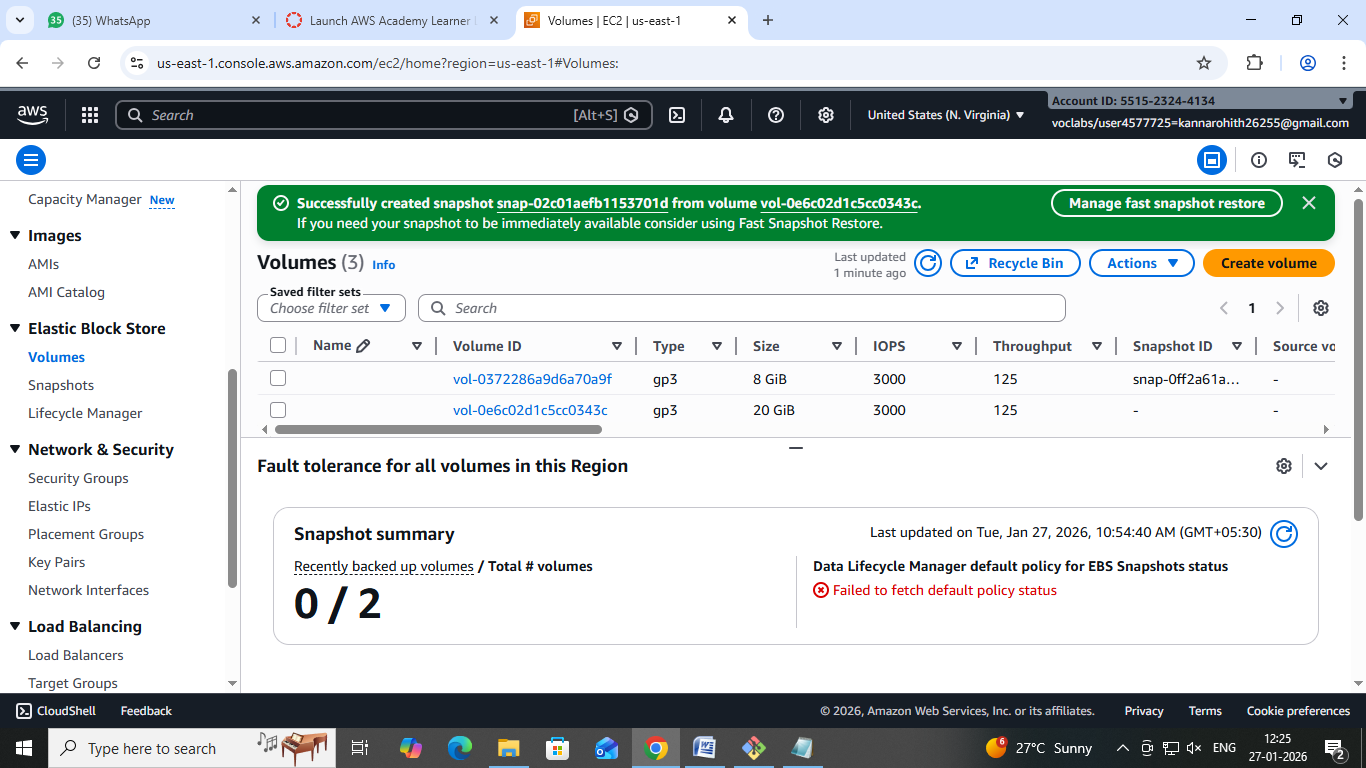 (35) WhatsApp
Launch AWS Academy Learner L
Volumes | EC2 | us-east-1
us-east-1.console.aws.amazon.com/ec2/home?region=us-east-1#Volumes:
aws
Search [Alt+S]
United States (N. Virginia)
Account ID: 5515-2324-4134
voclabs/user4577725=kannarohith26255@gmail.com
Capacity Manager New
Images
AMIs
AMI Catalog
Elastic Block Store
Volumes
Snapshots
Lifecycle Manager
Network & Security
Security Groups
Elastic IPs
Placement Groups
Key Pairs
Network Interfaces
Load Balancing
Load Balancers
Target Groups
Successfully created snapshot snap-02c01aefb1153701d from volume vol-0e6c02d1c5cc0343c.
If you need your snapshot to be immediately available consider using Fast Snapshot Restore.
Manage fast snapshot restore
Volumes (3) Info
Last updated
1 minute ago
Recycle Bin
Actions
Create volume
Saved filter sets
Choose filter set
Search
1
Name Volume ID Type Size IOPS Throughput Snapshot ID Source vo
vol-0372286a9d6a70a9f gp3 8 GiB 3000 125 snap-0ff2a61a... -
vol-0e6c02d1c5cc0343c gp3 20 GiB 3000 125 - -
Fault tolerance for all volumes in this Region
Snapshot summary
Last updated on Tue, Jan 27, 2026, 10:54:40 AM (GMT+05:30)
Recently backed up volumes / Total # volumes
0 / 2
Data Lifecycle Manager default policy for EBS Snapshots status
Failed to fetch default policy status
CloudShell Feedback
© 2026, Amazon Web Services, Inc. or its affiliates. Privacy Terms Cookie preferences
Type here to search
6
27°C Sunny
ENG
12:25
27-01-2026
2